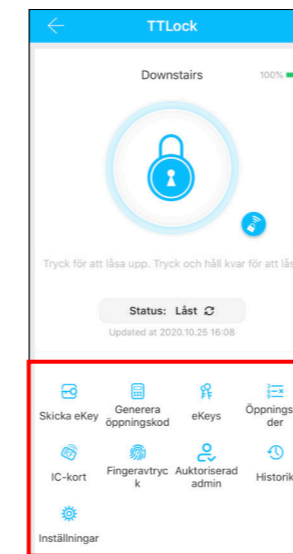 TTLock
Downstairs 100%
Tryck för att låsa upp. Tryck och håll kvar för att lås
Status: Låst
Updated at 2020.10.25 16:08
Skicka eKey
Generera
öppningskod
eKeys
Öppnings
der
IC-kort
Fingeravtryc
k
Auktoriserad
admin
Historik
Inställningar